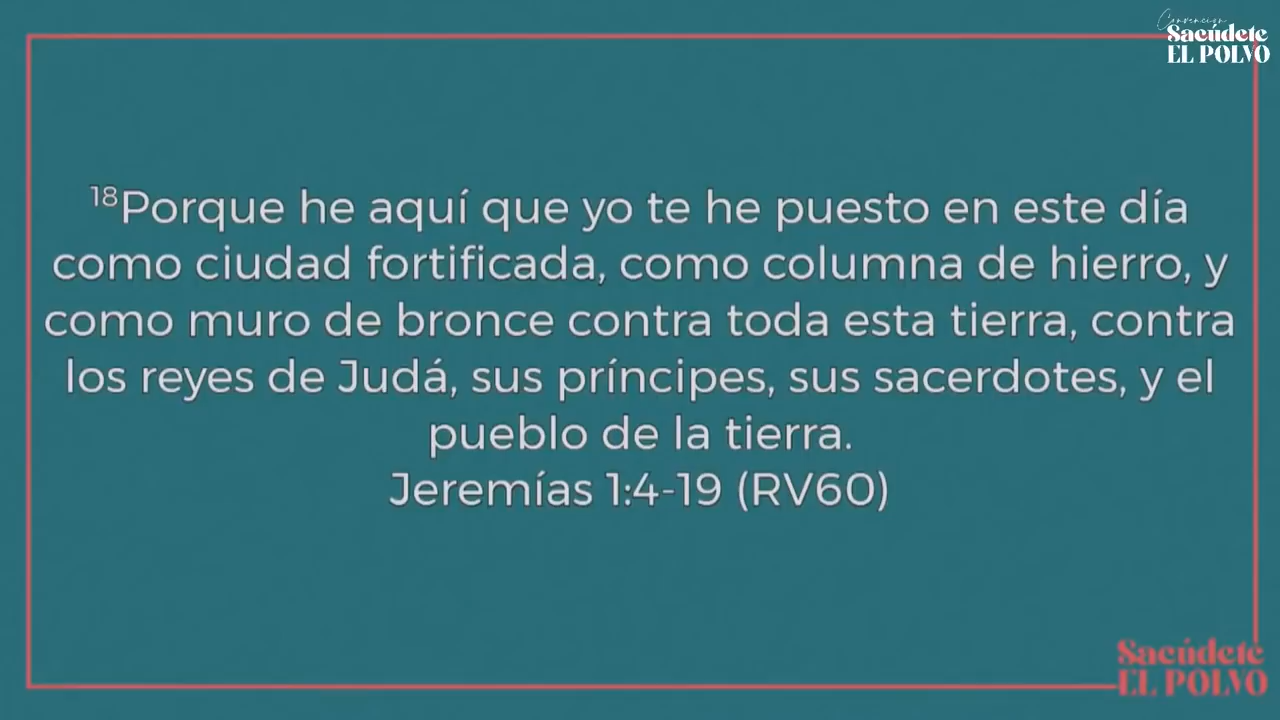 Convención
Sacúdete
EL POLVO
¹⁸Porque he aquí que yo te he puesto en este día
como ciudad fortificada, como columna de hierro, y
como muro de bronce contra toda esta tierra, contra
los reyes de Judá, sus príncipes, sus sacerdotes, y el
pueblo de la tierra.
Jeremías 1:4-19 (RV60)
Sacúdete
EL POLVO